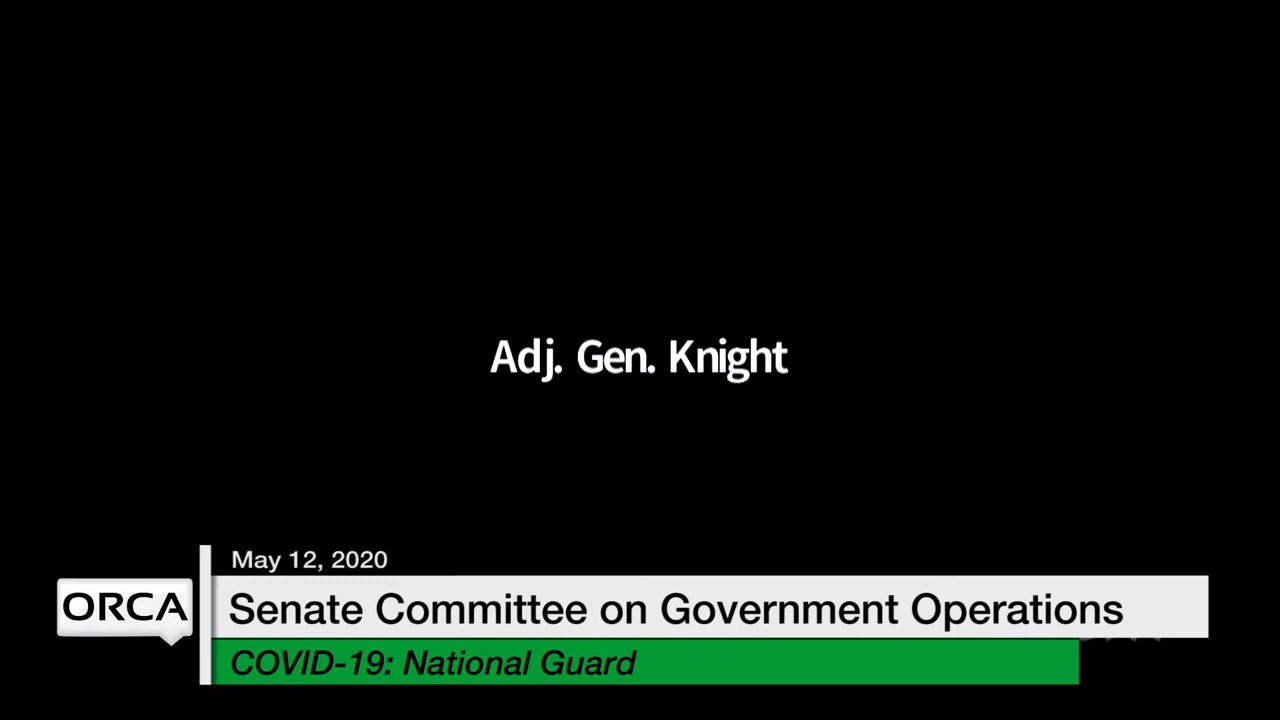 Adj. Gen. Knight
May 12, 2020
ORCA
Senate Committee on Government Operations
COVID-19: National Guard